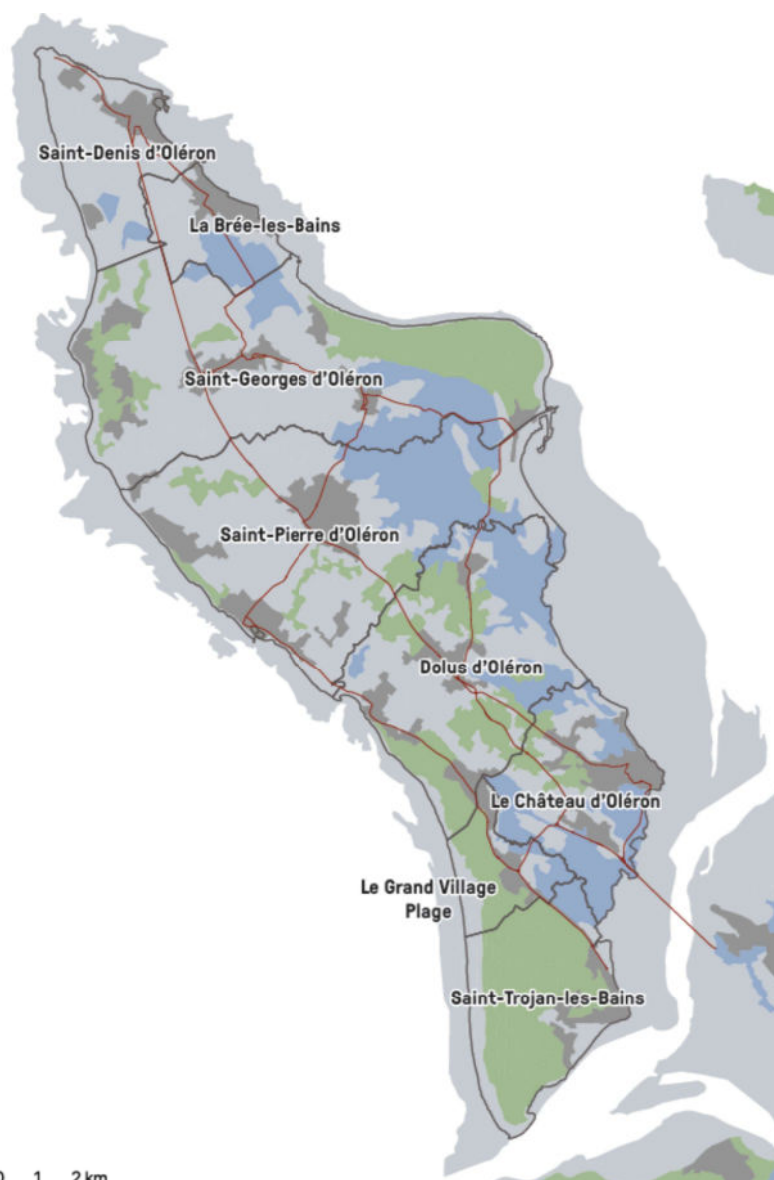 Saint-Denis d'Oléron
La Brée-les-Bains
Saint-Georges d'Oléron
Saint-Pierre d'Oléron
Dolus d'Oléron
Le Château d'Oléron
Le Grand Village
Plage
Saint-Trojan-les-Bains
0 1 2 km